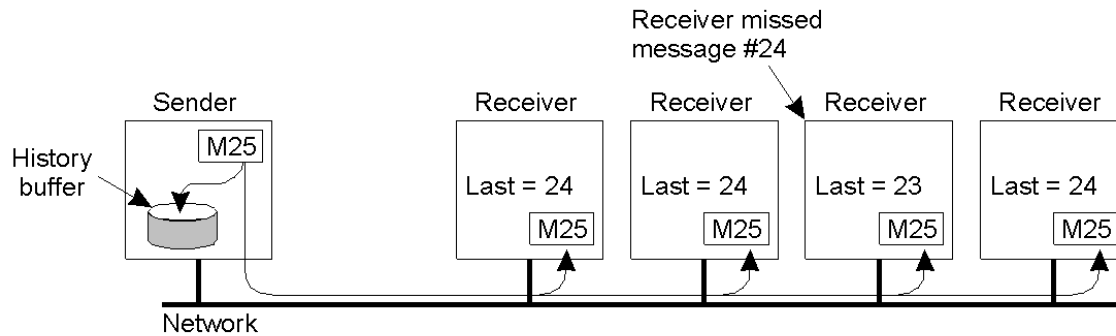 Receiver missed
message #24
Sender
Receiver
Receiver
Receiver
Receiver
M25
History
buffer
Last = 24
Last = 24
Last = 23
Last = 24
M25
M25
M25
M25
Network